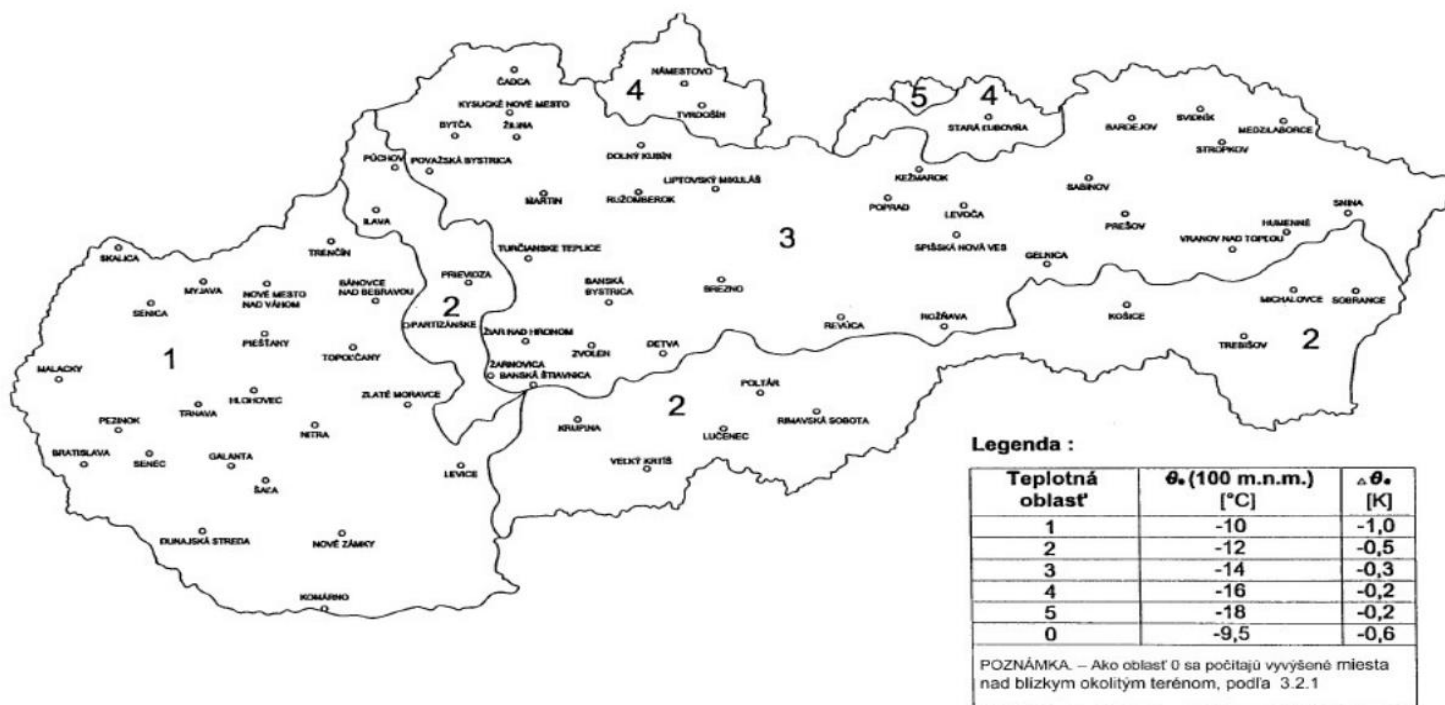 ČADCA
NÁMESTOVO
4
5
4
KYSUCKÉ NOVÉ MESTO
TVRDOŠÍN
STARÁ ĽUBOVŇA
BARDEJOV
SVIDNÍK
MEDZILABORCE
BYTČA
ŽILINA
STROPKOV
PÚCHOV
POVAŽSKÁ BYSTRICA
DOLNÝ KUBÍN
KEŽMAROK
LIPTOVSKÝ MIKULÁŠ
SABINOV
MARTIN
RUŽOMBEROK
POPRAD
LEVOČA
ILAVA
PREŠOV
SNINA
HUMENNÉ
TRENČÍN
TURČIANSKE TEPLICE
3
SPIŠSKÁ NOVÁ VES
VRANOV NAD TOPĽOU
SKALICA
GELNICA
PRIEVIDZA
MYJAVA
NOVÉ MESTO
NAD VÁHOM
BÁNOVCE
NAD BEBRAVOU
BANSKÁ
BYSTRICA
BREZNO
MICHALOVCE
SOBRANCE
SENICA
2
KOŠICE
PARTIZÁNSKE
REVÚCA
ROŽŇAVA
PIEŠŤANY
ŽIAR NAD HRONOM
TREBIŠOV
2
1
TOPOĽČANY
ZVOLEN
DETVA
MALACKY
ŽARNOVICA
BANSKÁ ŠTIAVNICA
POLTÁR
HLOHOVEC
ZLATÉ MORAVCE
TRNAVA
2
RIMAVSKÁ SOBOTA
PEZINOK
KRUPINA
NITRA
LUČENEC
BRATISLAVA
SENEC
GALANTA
VEĽKÝ KRTÍŠ
LEVICE
ŠAĽA
DUNAJSKÁ STREDA
NOVÉ ZÁMKY
KOMÁRNO
Legenda :
Teplotná oblasť θe (100 m.n.m.) [°C] △ θe [K]
1 -10 -1,0
2 -12 -0,5
3 -14 -0,3
4 -16 -0,2
5 -18 -0,2
0 -9,5 -0,6
POZNÁMKA. – Ako oblasť 0 sa počítajú vyvýšené miesta
nad blízkym okolitým terénom, podľa 3.2.1